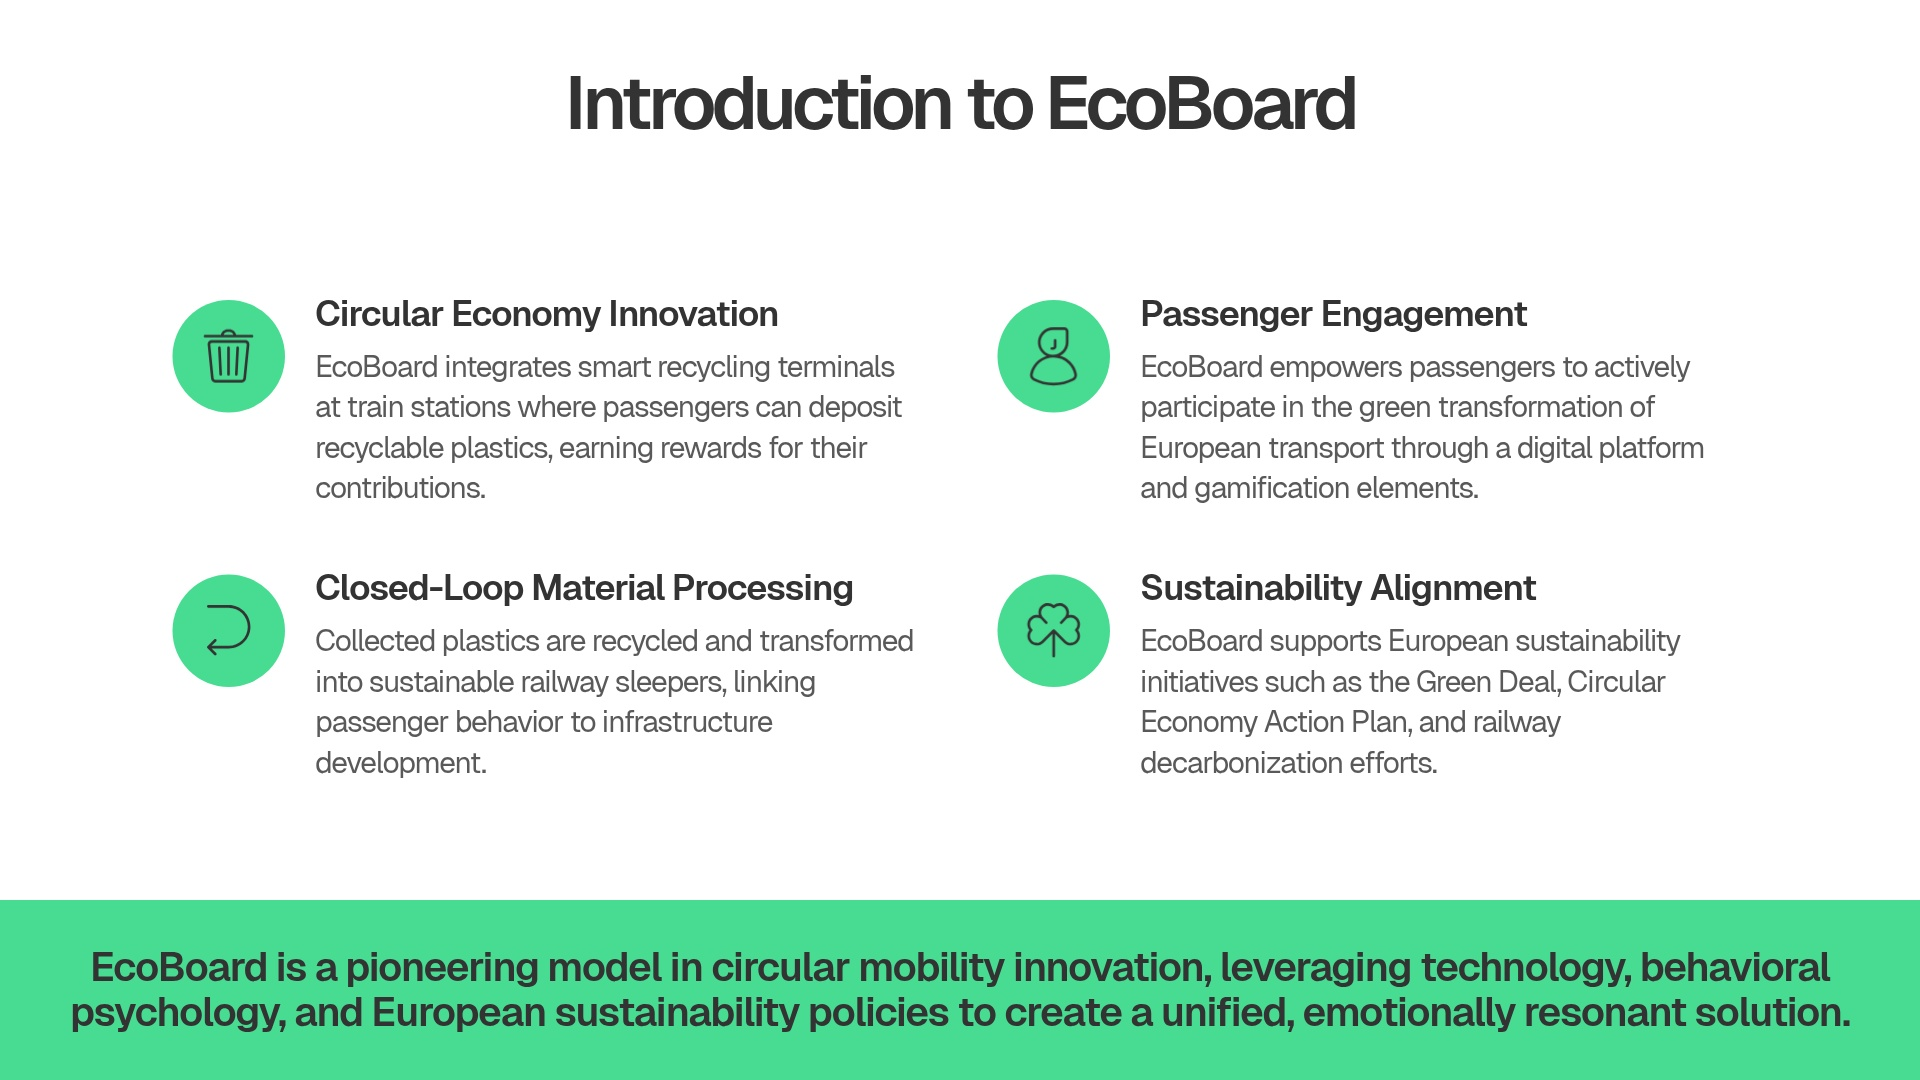 Introduction to EcoBoard
Circular Economy Innovation
EcoBoard integrates smart recycling terminals
at train stations where passengers can deposit
recyclable plastics, earning rewards for their
contributions.
Passenger Engagement
EcoBoard empowers passengers to actively
participate in the green transformation of
European transport through a digital platform
and gamification elements.
Closed-Loop Material Processing
Collected plastics are recycled and transformed
into sustainable railway sleepers, linking
passenger behavior to infrastructure
development.
Sustainability Alignment
EcoBoard supports European sustainability
initiatives such as the Green Deal, Circular
Economy Action Plan, and railway
decarbonization efforts.
EcoBoard is a pioneering model in circular mobility innovation, leveraging technology, behavioral
psychology, and European sustainability policies to create a unified, emotionally resonant solution.